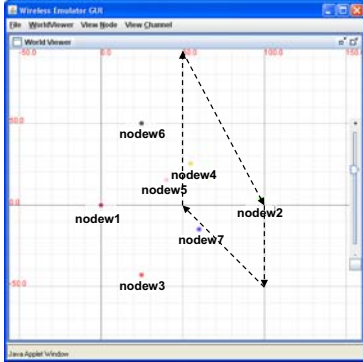 Wireless Emulator GUI
File WorldViewer View Node View Channel
World Viewer
-50.0 0.0 50.0 100.0 150.
50.0
nodew6
nodew4
nodew5
0.0
nodew1
nodew2
nodew7
-50.0
nodew3
Java Applet Window